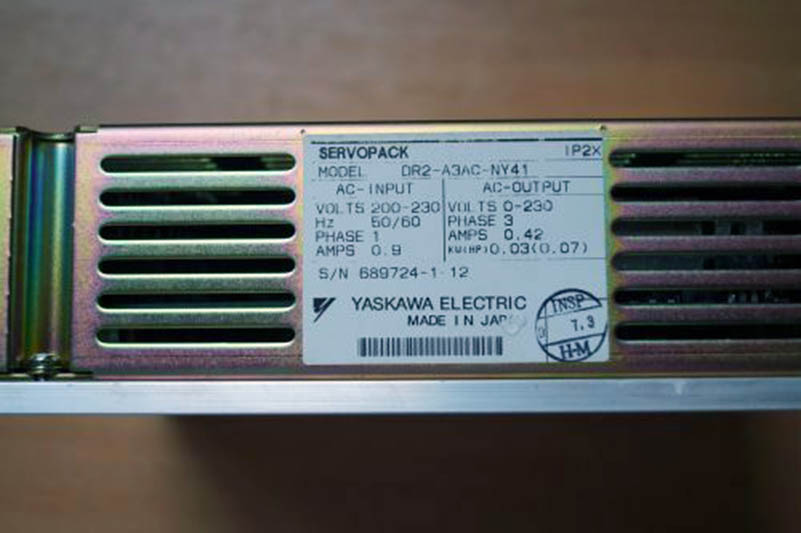 SERVOPACK IP2X
MODEL DR2-A3AC-NY41
AC-INPUT AC-OUTPUT
VOLTS 200-230 VOLTS 0-230
Hz 50/60 PHASE 3
PHASE 1 AMPS 0.42
AMPS 0.9 KW(HP) 0.03(0.07)
S/N 689724-1-12
YASKAWA ELECTRIC
MADE IN JAPAN
INSP
7.3
H-M